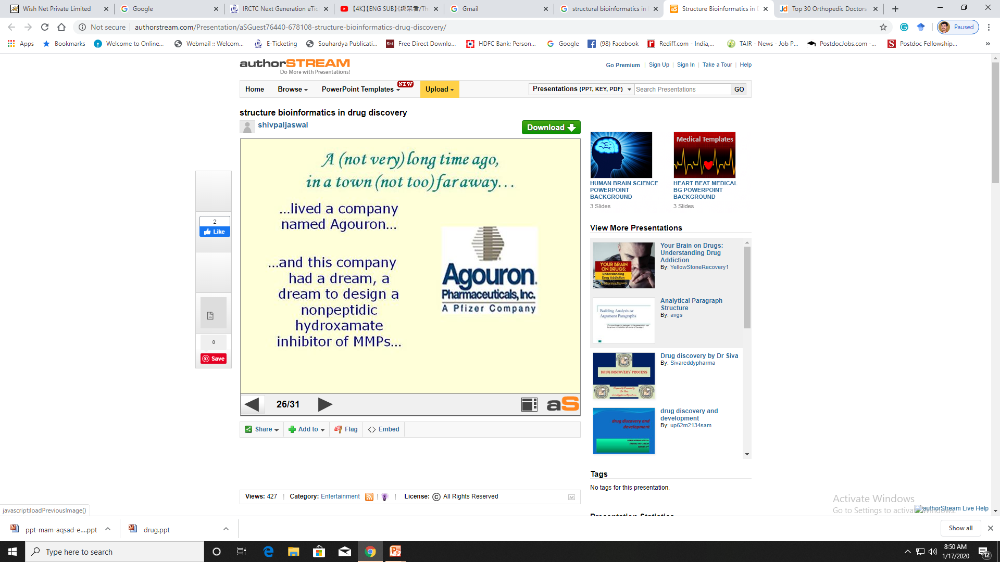 Wish Net Private Limited
Google
IRCTC Next Generation eTic
【4K】【ENG SUB】《绑架者/Th
Gmail
structural bioinformatics in
Structure Bioinformatics in
Top 30 Orthopedic Doctors
Not secure
authorstream.com/Presentation/aSGuest76440-678108-structure-bioinformatics-drug-discovery/
Paused
Apps
Bookmarks
Welcome to Online...
Webmail :: Welcom...
E-Ticketing
Souhardya Publicati...
Free Direct Downlo...
HDFC Bank: Person...
Google
(98) Facebook
Rediff.com - India,...
TAIR - News - Job P...
PostdocJobs.com -...
Postdoc Fellowship...
»
authorSTREAM
Do More with Presentations!
Go Premium | Sign Up | Sign In | Take a Tour | Help
Home
Browse
PowerPoint Templates
NEW
Upload
Presentations (PPT, KEY, PDF)
Search Presentations
GO
structure bioinformatics in drug discovery
shivpaljaswal
Download
A (not very) long time ago,
in a town (not too) far away...
...lived a company
named Agouron...
...and this company
had a dream, a
dream to design a
nonpeptidic
hydroxamate
inhibitor of MMPs...
Agouron
Pharmaceuticals, Inc.
A Pfizer Company
2
Like
0
Save
26/31
aS
Share
Add to
Flag
Embed
Views: 427
Category: Entertainment
License: © All Rights Reserved
HUMAN BRAIN SCIENCE
POWERPOINT
BACKGROUND
3 Slides
Medical Templates
HEART BEAT MEDICAL
BG POWERPOINT
BACKGROUND
3 Slides
View More Presentations
YOUR BRAIN
ON DRUGS:
Understanding
Drug Addiction
Your Brain on Drugs:
Understanding Drug
Addiction
By: YellowStoneRecovery1
Building Analysis or
Argument Paragraphs
Analytical Paragraph
Structure
By: avgs
DRUG DISCOVERY PROCESS
Drug discovery by Dr Siva
By: Sivareddypharma
drug discovery and
development
drug discovery and
development
By: up62m2134sam
Tags
No tags for this presentation.
Presentation Statistics
Activate Windows
Go to Settings to activate Windows.
authorStream Live Help
javascript:loadPreviousImage()
ppt-mam-aqsad-e....ppt
drug.ppt
Show all
Type here to search
8:50 AM
1/17/2020
12